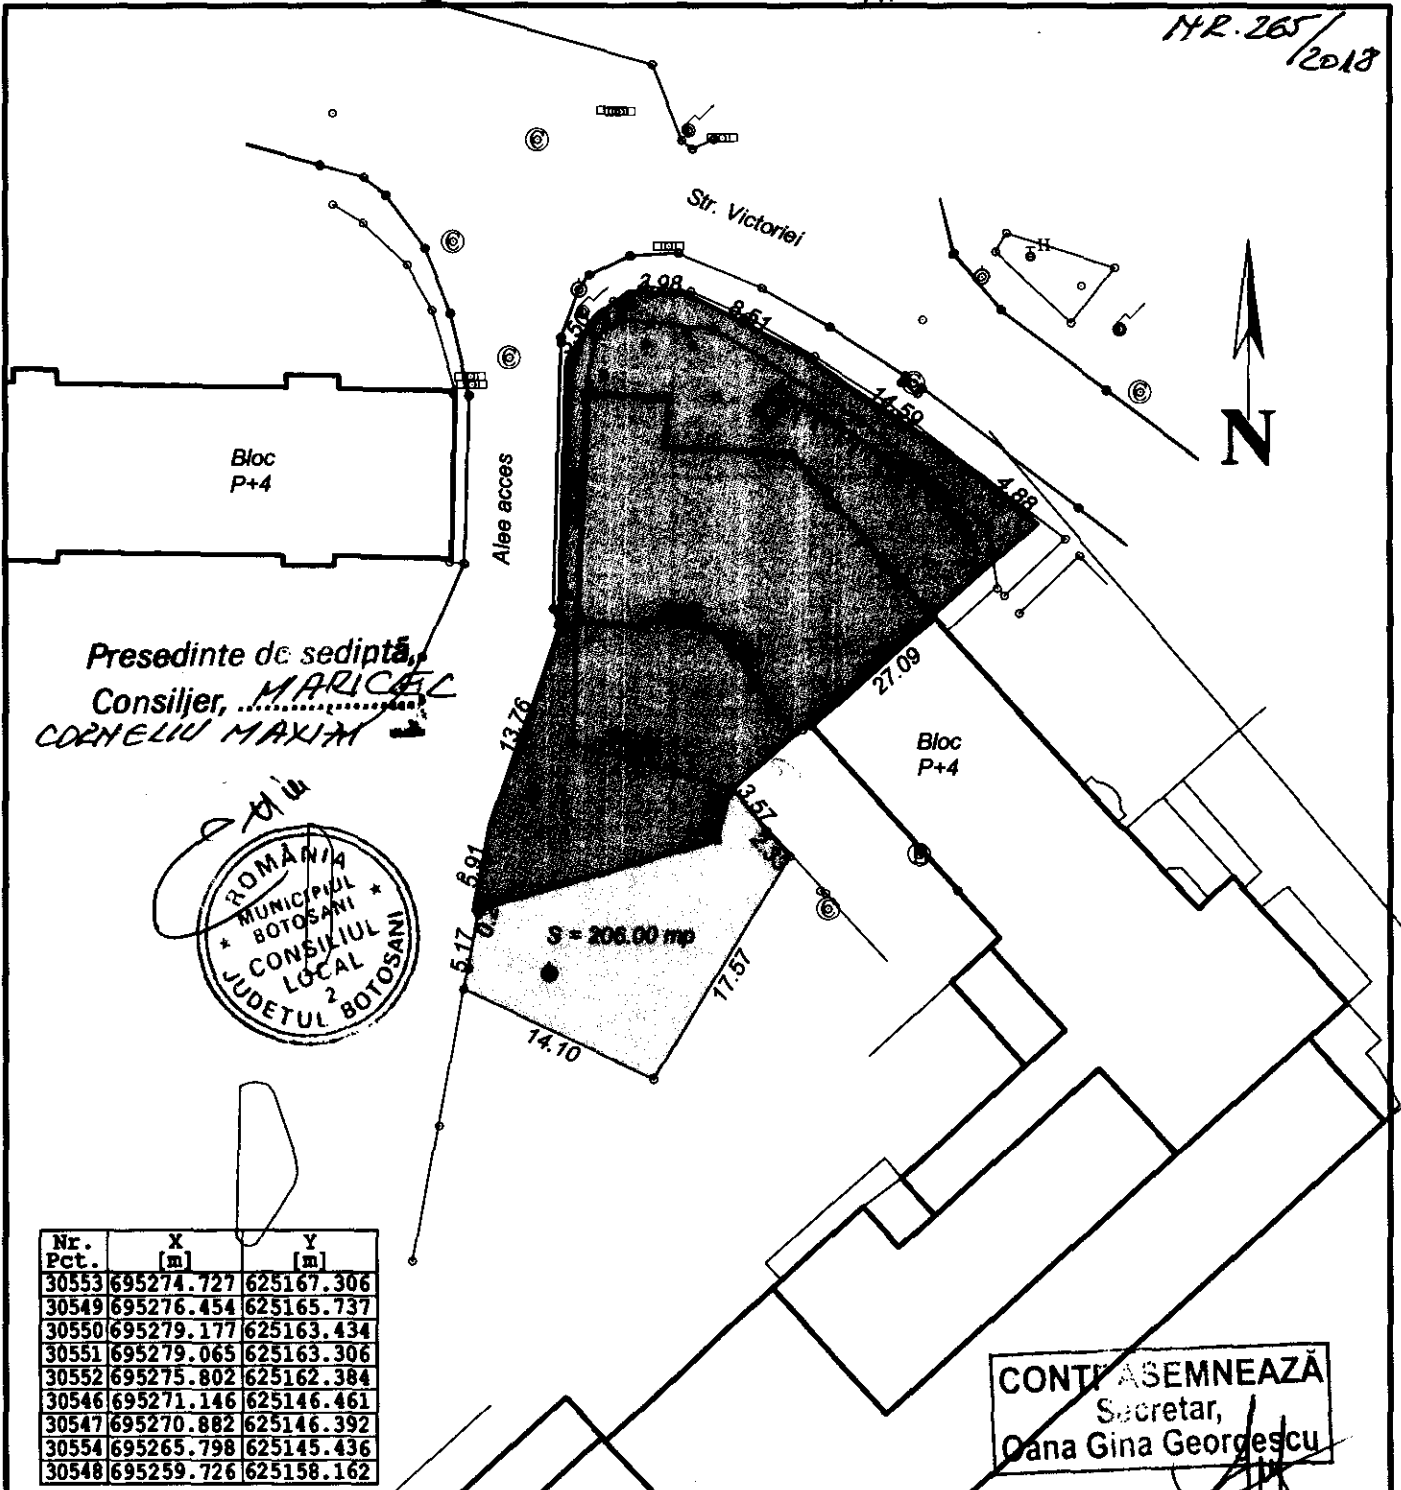 NR. 265/
2018
Str. Victoriei
H
2.98
8.51
3.50
14.59
4.88
N
Bloc
P+4
Alee acces
27.09
13.76
Bloc
P+4
3.57
5.91
5.17
S = 206.00 mp
17.57
14.10
Presedinte de sedință,
Consilier, MARICEL
CORNELIU MAXIM
ROMÂNIA
MUNICIPIUL
BOTOSANI
CONSILIUL
LOCAL
2
JUDETUL BOTOSANI
Nr. Pct. X [m] Y [m]
30553 695274.727 625167.306
30549 695276.454 625165.737
30550 695279.177 625163.434
30551 695279.065 625163.306
30552 695275.802 625162.384
30546 695271.146 625146.461
30547 695270.882 625146.392
30554 695265.798 625145.436
30548 695259.726 625158.162
CONTRASEMNEAZĂ
Secretar,
Oana Gina Georgescu